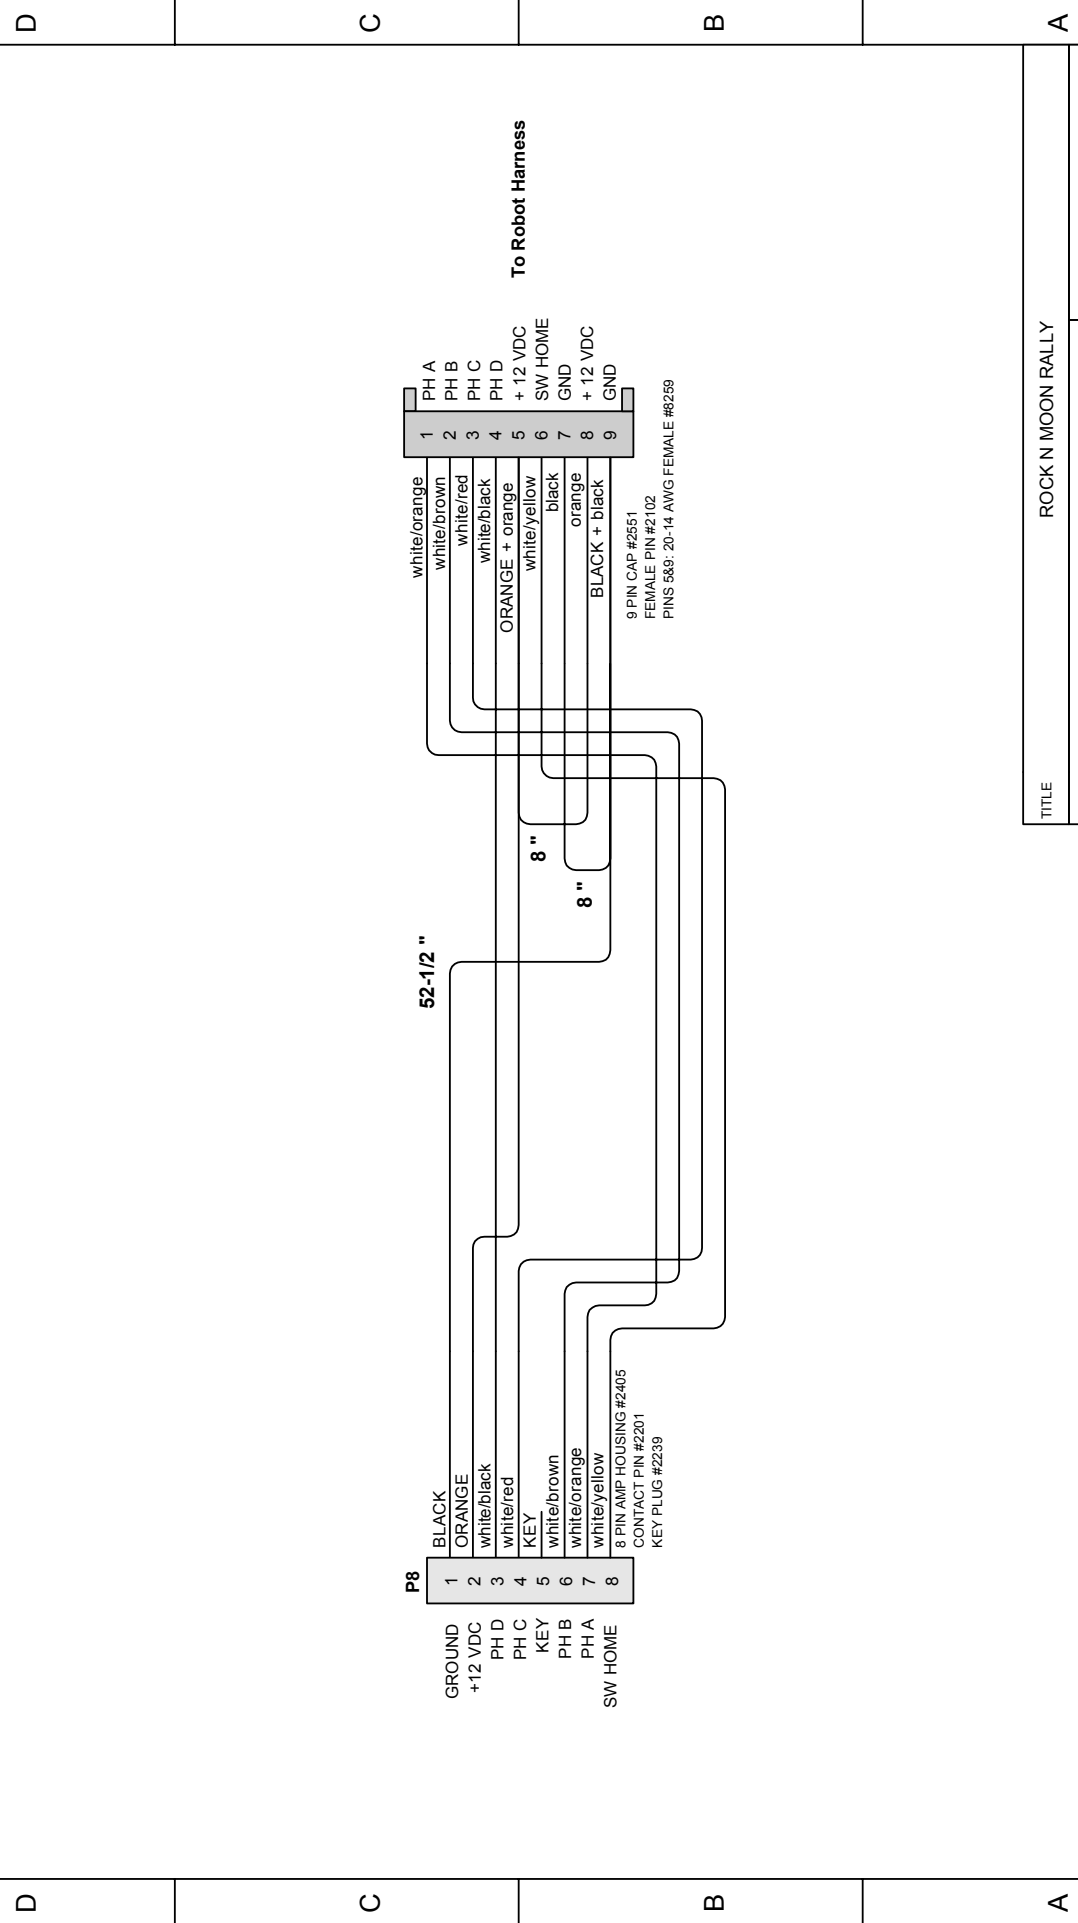 D
C
B
A
P8
GROUND
+12 VDC
PH D
PH C
KEY
PH B
PH A
SW HOME
1
2
3
4
5
6
7
8
BLACK
ORANGE
white/black
white/red
KEY
white/brown
white/orange
white/yellow
8 PIN AMP HOUSING #2405
CONTACT PIN #2201
KEY PLUG #2239
52-1/2 "
8 "
8 "
white/orange
white/brown
white/red
white/black
ORANGE + orange
white/yellow
black
orange
BLACK + black
1
2
3
4
5
6
7
8
9
PH A
PH B
PH C
PH D
+ 12 VDC
SW HOME
GND
+ 12 VDC
GND
9 PIN CAP #2551
FEMALE PIN #2102
PINS 5&9: 20-14 AWG FEMALE #8259
To Robot Harness
D
C
B
A
TITLE
ROCK N MOON RALLY